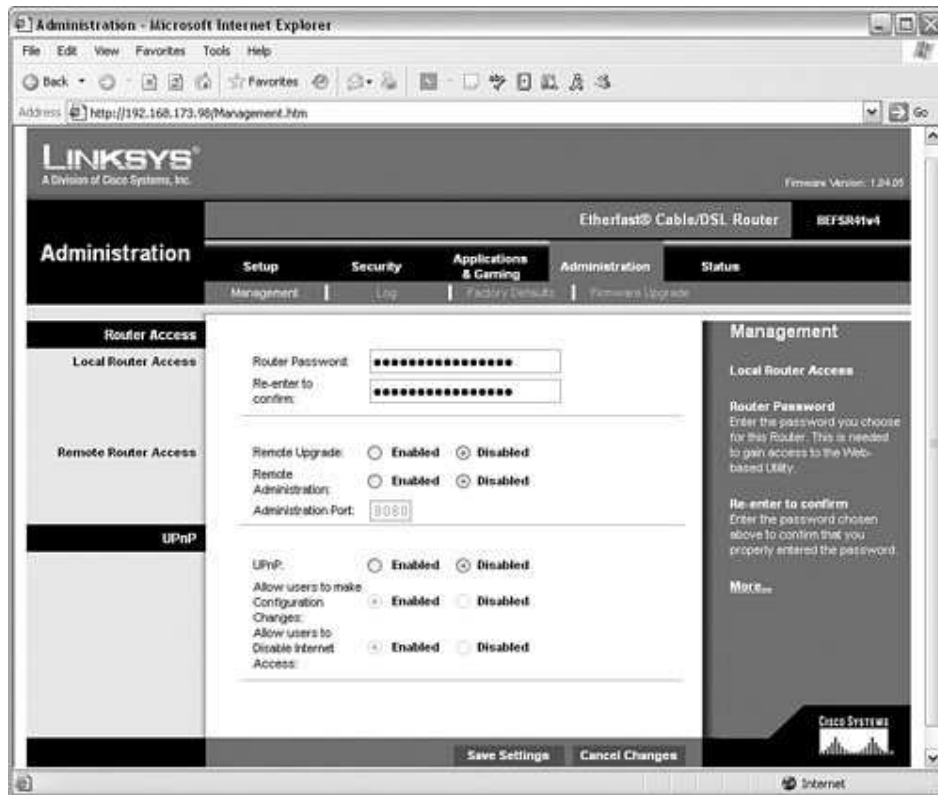 Administration - Microsoft Internet Explorer
File Edit View Favorites Tools Help
Back Favorites
Address http://192.168.173.98/Management.htm Go
LINKSYS®
A Division of Cisco Systems, Inc.
Firmware Version: 1.04.05
Etherfast® Cable/DSL Router BEFSR41v4
Administration
Setup Security Applications & Gaming Administration Status
Management Log Factory Defaults Firmware Upgrade
Router Access
Local Router Access
Router Password:
Re-enter to confirm:
Remote Router Access
Remote Upgrade: Enabled Disabled
Remote Administration: Enabled Disabled
Administration Port: 8080
UPnP
UPnP: Enabled Disabled
Allow users to make Configuration Changes: Enabled Disabled
Allow users to Disable Internet Access: Enabled Disabled
Management
Local Router Access
Router Password
Enter the password you choose
for this Router. This is needed
to gain access to the Web-
based Utility.
Re-enter to confirm
Enter the password chosen
above to confirm that you
properly entered the password.
More...
Cisco Systems
Save Settings Cancel Changes
Internet